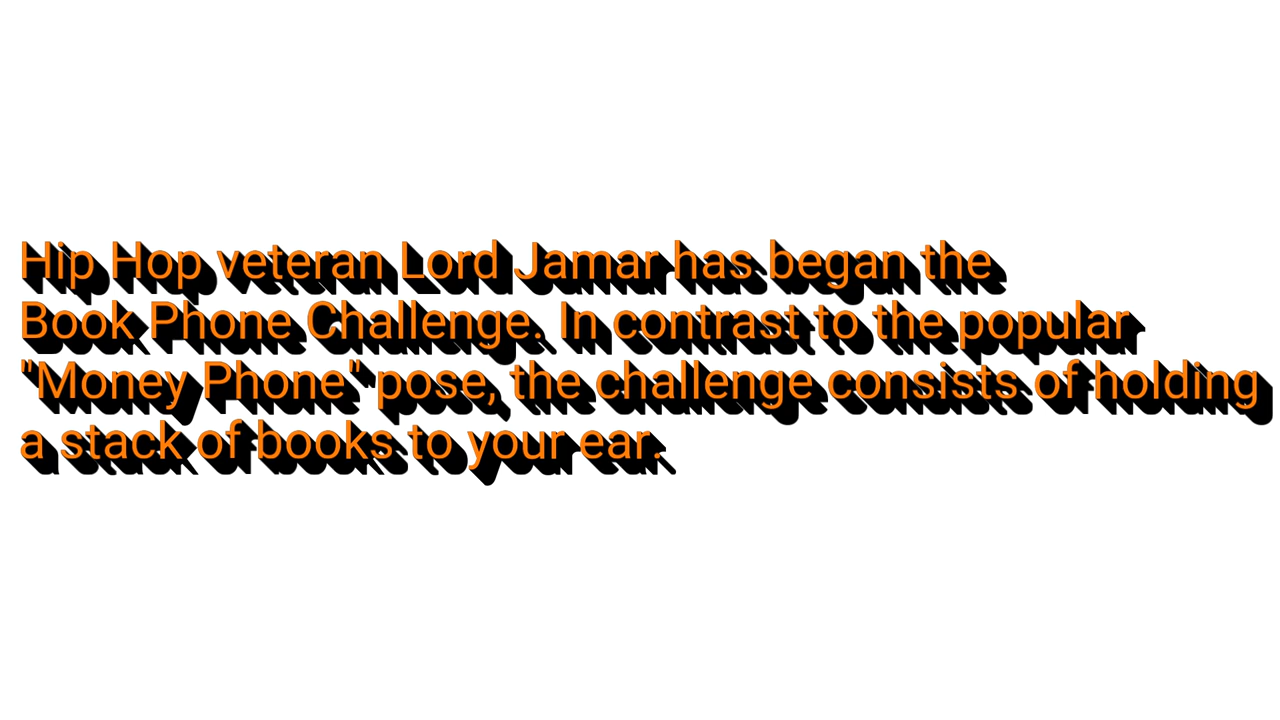 Hip Hop veteran Lord Jamar has began the
Book Phone Challenge. In contrast to the popular
"Money Phone" pose, the challenge consists of holding
a stack of books to your ear.